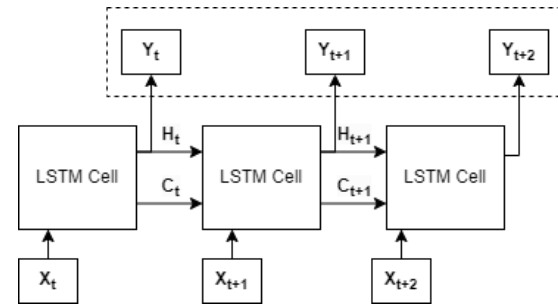 Yt Yt+1 Yt+2
Ht Ht+1
LSTM Cell LSTM Cell LSTM Cell
Ct Ct+1
Xt Xt+1 Xt+2